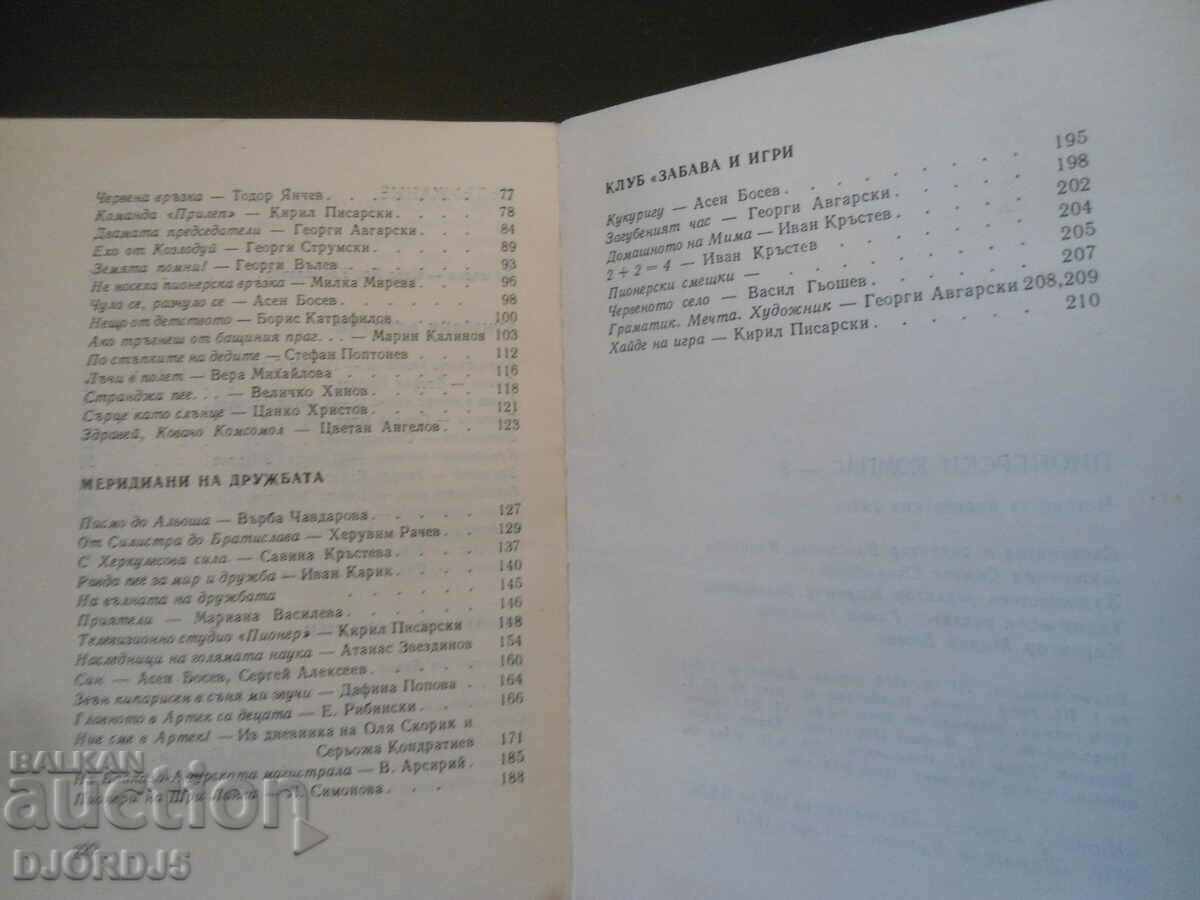 Червена връзка — Тодор Янчев . . . . . 77
Команда «Прилеп» — Кирил Писарски . . . . 78
Двамата председатели — Георги Авгарски . . . 84
Ехо от Козлодуй — Георги Струмски . . . . 89
Земята помни! — Георги Вълев . . . . . 93
Не носеха пионерска връзка — Милка Мирева . . 96
Чуло се, разчуло се — Асен Босев . . . . 98
Нещо от детството — Борис Катрафилов . . . 100
Ако тръгнеш от бащиния праг. . . — Марин Калинов 103
По стъпките на дедите — Стефан Поптонев . . . 112
Лъчи в полет — Вера Михайлова . . . . . 116
Странджа пее. . . — Величко Хинов . . . . 118
Сърце като слънце — Цанко Христов . . . . 121
Здравей, Ковано Комсомол — Цветан Ангелов . . 123
МЕРИДИАНИ НА ДРУЖБАТА
Писмо до Альоша — Върба Чавдарова . . . . 127
От Силистра до Братислава — Херувим Рачев . . 129
С Херкулесова сила — Савина Кръстева . . . 137
Равда пее за мир и дружба — Иван Карик . . . 140
На вълната на дружбата . . . . . . 145
Приятели — Мариана Василева . . . . . 146
Телевизионно студио «Пионер» — Кирил Писарски 148
Наследници на голямата наука — Атанас Звездинов 154
Син — Асен Босев, Сергей Алексеев . . . . 160
Звън кипарисен в съня ми звучи — Дафина Попова 164
Главното в Артек са децата — Е. Рибински . . . 166
Ние сме в Артек! — Из дневника на Оля Скорик и
Серьожа Кондратиев 171
магистрала — В. Арсирий . 185
Пионери на Шри Ланка — Симонова . . . 188
КЛУБ «ЗАБАВА И ИГРИ
Кукуригу — Асен Босев . . . . . . . 195
Загубеният час — Георги Авгарски . . . . 198
Домашното на Мима — Иван Кръстев . . . . 202
2 + 2 = 4 — Иван Кръстев . . . . . . 204
Пионерски смешки — . . . . . . . 205
Червеното село — Васил Гьошев . . . . . 207
Граматик. Мечта. Художник — Георги Авгарски 208,209
Хайде на игра — Кирил Писарски . . . . . 210
BALKAN
auction
DJORDJ5